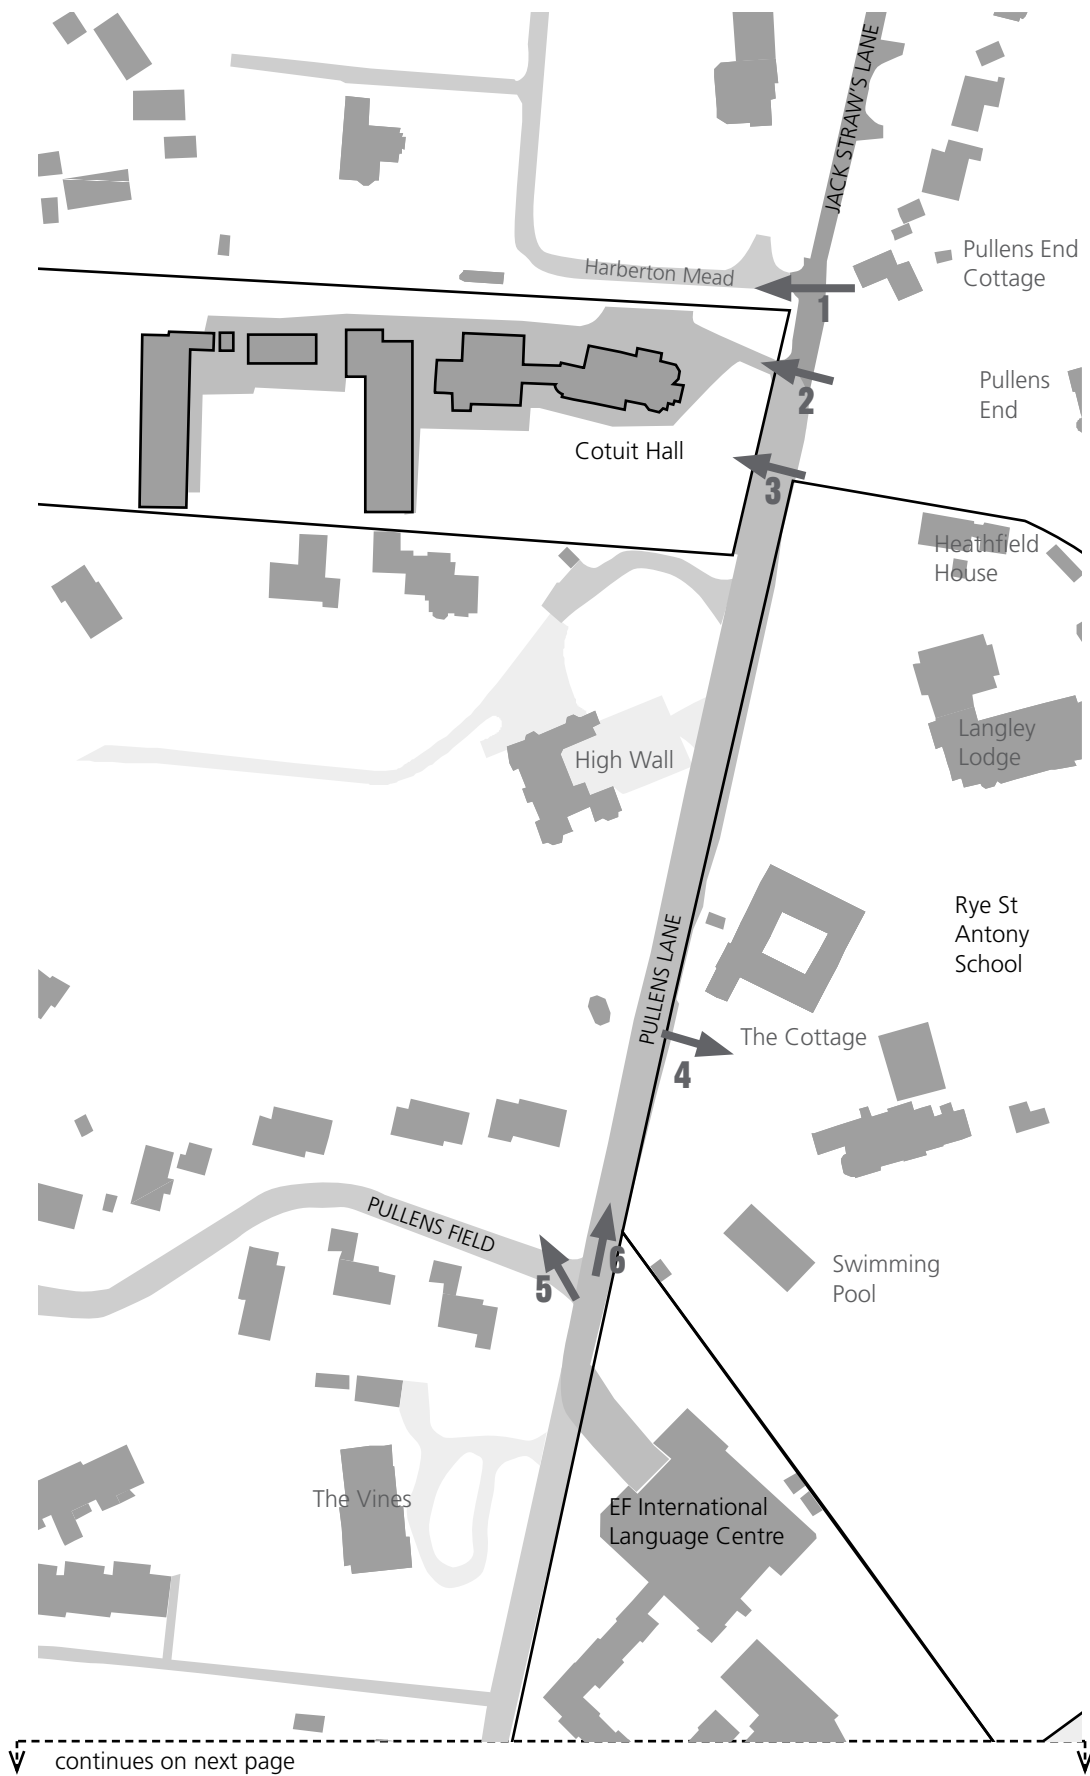 JACK STRAW'S LANE
Pullens End
Cottage
Harberton Mead
1
Pullens
End
2
Cotuit Hall
3
Heathfield
House
Langley
Lodge
High Wall
Rye St
Antony
School
PULLENS LANE
The Cottage
4
PULLENS FIELD
6
5
Swimming
Pool
The Vines
EF International
Language Centre
continues on next page